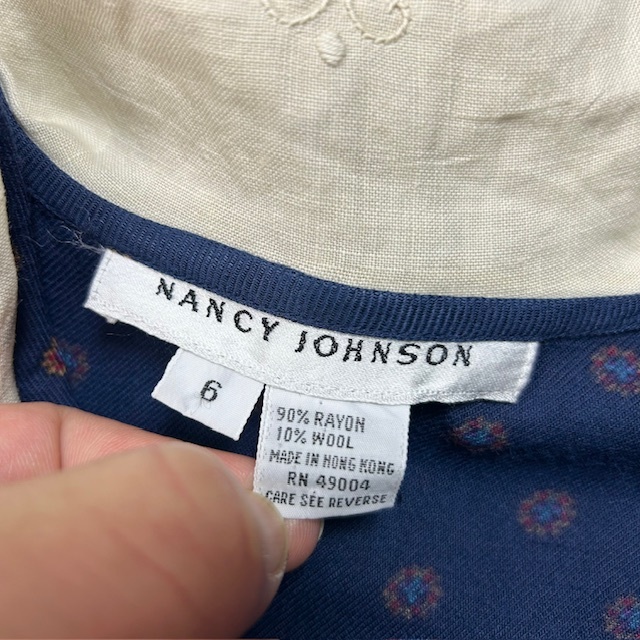 NANCY JOHNSON
6
90% RAYON
10% WOOL
MADE IN HONG KONG
RN 49004
CARE SEE REVERSE